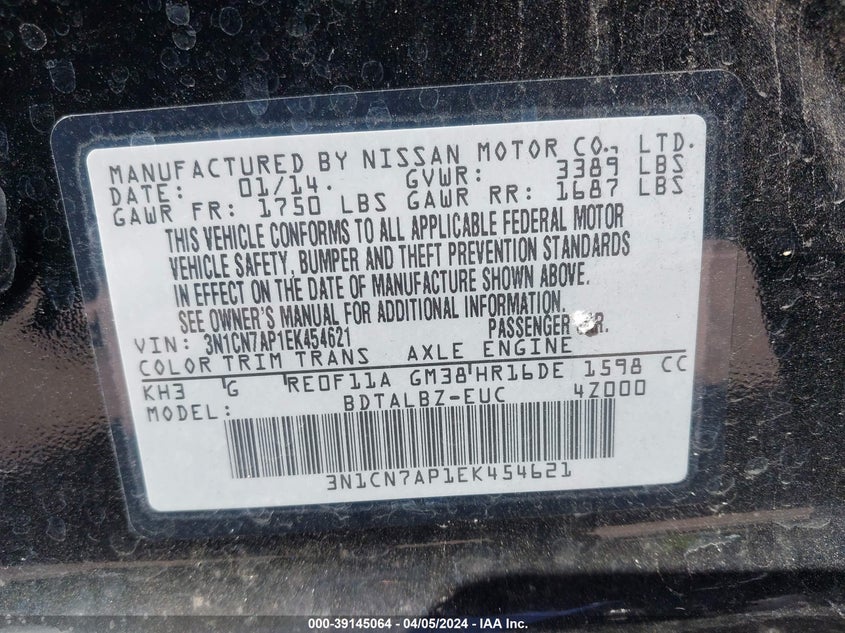 MANUFACTURED BY NISSAN MOTOR CO., LTD.
DATE: 01/14. GVWR: 3389 LBS
GAWR FR: 1750 LBS GAWR RR: 1687 LBS
THIS VEHICLE CONFORMS TO ALL APPLICABLE FEDERAL MOTOR
VEHICLE SAFETY, BUMPER AND THEFT PREVENTION STANDARDS
IN EFFECT ON THE DATE OF MANUFACTURE SHOWN ABOVE.
SEE OWNER'S MANUAL FOR ADDITIONAL INFORMATION.
VIN: 3N1CN7AP1EK454621 PASSENGER
COLOR TRIM TRANS AXLE ENGINE
KH3 G RE0F11A GM38 HR16DE 1598 CC
MODEL: BDTALBZ-EUC 4Z000
3N1CN7AP1EK454621
000-39145064 - 04/05/2024 - IAA Inc.